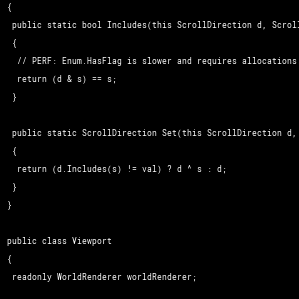 {
public static bool Includes(this ScrollDirection d, Scroll
{
// PERF: Enum.HasFlag is slower and requires allocations
return (d & s) == s;
}
public static ScrollDirection Set(this ScrollDirection d,
{
return (d.Includes(s) != val) ? d ^ s : d;
}
}
public class Viewport
{
readonly WorldRenderer worldRenderer;